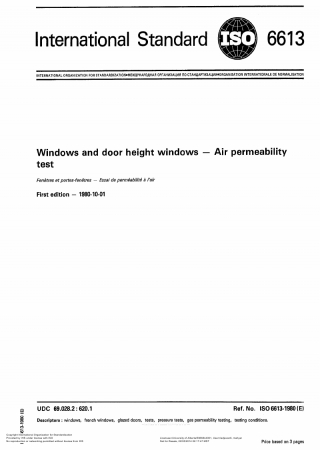 International Standard ISO 6613
INTERNATIONAL ORGANIZATION FOR STANDARDIZATION•МЕЖДУНАРОДНАЯ ОРГАНИЗАЦИЯ ПО СТАНДАРТИЗАЦИИ•ORGANISATION INTERNATIONALE DE NORMALISATION
Windows and door height windows — Air permeability
test
Fenêtres et portes-fenêtres — Essai de perméabilité à l'air
First edition — 1980-10-01
UDC 69.028.2 : 620.1
Ref. No. ISO 6613-1980 (E)
Descriptors : windows, french windows, glazed doors, tests, pressure tests, gas permeability testing, testing conditions.
6613-1980 (E)
Price based on 3 pages